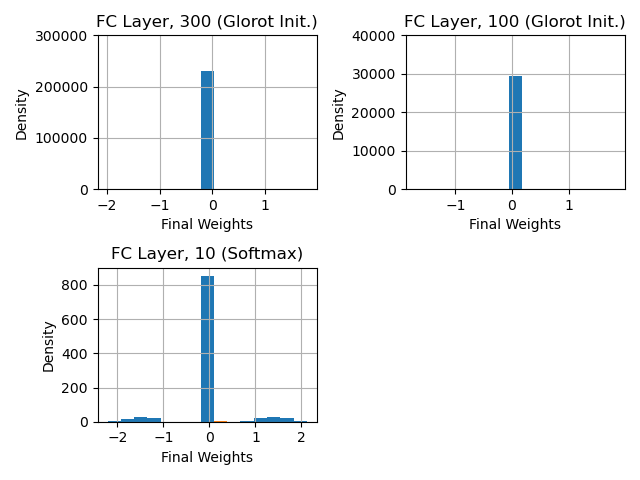 FC Layer, 300 (Glorot Init.)
300000
200000
100000
0
Density
−2 −1 0 1
Final Weights
FC Layer, 100 (Glorot Init.)
40000
30000
20000
10000
0
Density
−1 0 1
Final Weights
FC Layer, 10 (Softmax)
800
600
400
200
0
Density
−2 −1 0 1 2
Final Weights